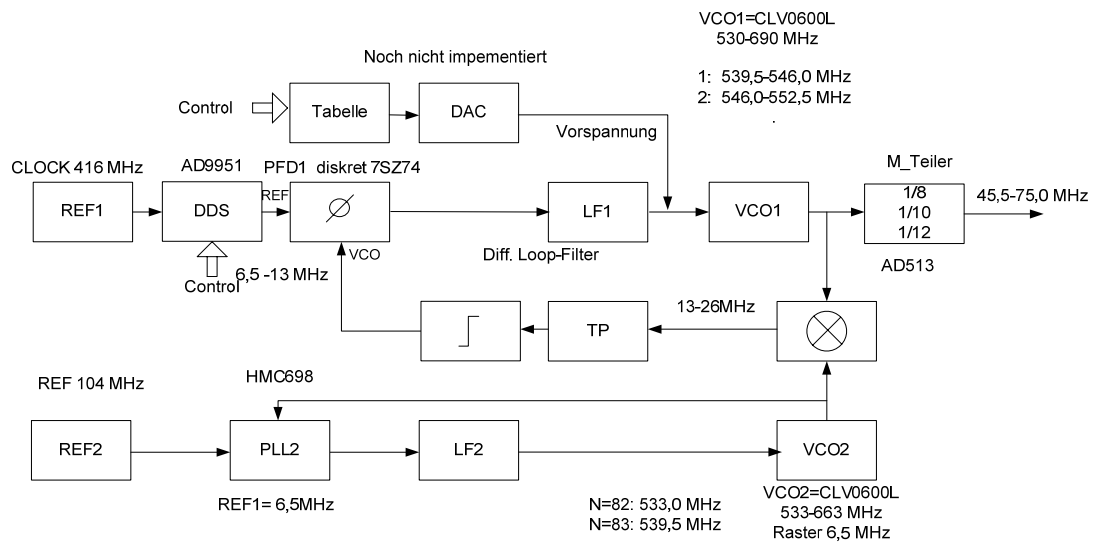 VCO1=CLV0600L
530-690 MHz
Noch nicht impementiert
1: 539,5-546,0 MHz
2: 546,0-552,5 MHz
.
Control
Tabelle
DAC
Vorspannung
CLOCK 416 MHz
AD9951
PFD1 diskret 7SZ74
M_Teiler
REF1
DDS
REF
LF1
VCO1
1/8
1/10
1/12
45,5-75,0 MHz
VCO
Diff. Loop-Filter
AD513
Control
6,5 -13 MHz
13-26MHz
TP
REF 104 MHz
HMC698
REF2
PLL2
LF2
VCO2
REF1= 6,5MHz
N=82: 533,0 MHz
N=83: 539,5 MHz
VCO2=CLV0600L
533-663 MHz
Raster 6,5 MHz